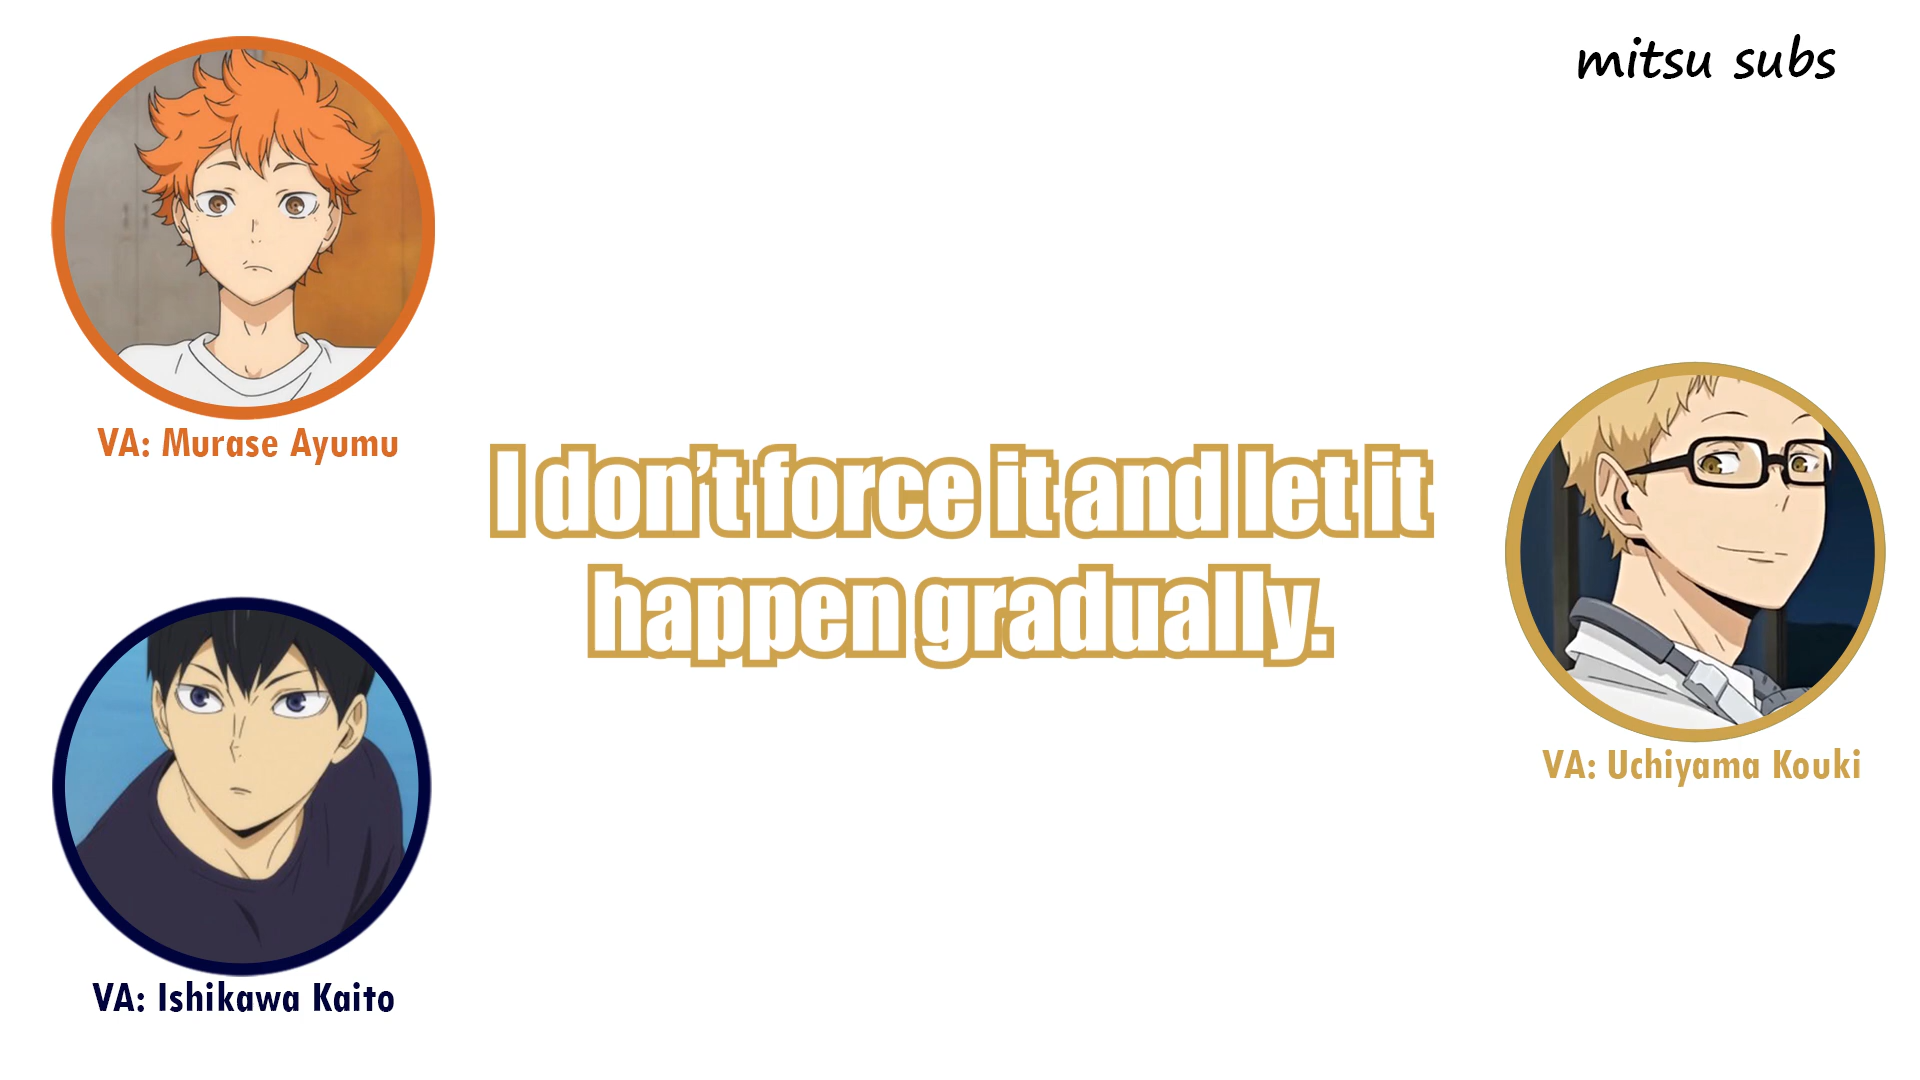 mitsu subs
VA: Murase Ayumu
I don't force it and let it
happen gradually.
VA: Uchiyama Kouki
VA: Ishikawa Kaito